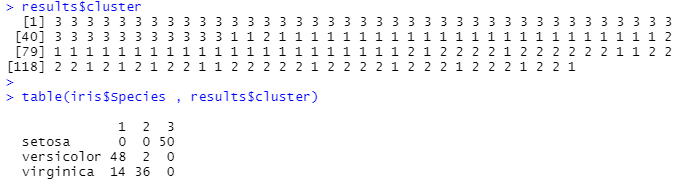 > results$cluster
[1] 3 3 3 3 3 3 3 3 3 3 3 3 3 3 3 3 3 3 3 3 3 3 3 3 3 3 3 3 3 3 3 3 3 3 3 3 3 3 3
[40] 3 3 3 3 3 3 3 3 3 3 3 1 1 2 1 1 1 1 1 1 1 1 1 1 1 1 1 1 1 1 1 1 1 1 1 1 1 1 2
[79] 1 1 1 1 1 1 1 1 1 1 1 1 1 1 1 1 1 1 1 1 1 1 2 1 2 2 2 2 1 2 2 2 2 2 2 1 1 2 2
[118] 2 2 1 2 1 2 1 2 2 1 1 2 2 2 2 2 1 2 2 2 2 1 2 2 2 1 2 2 2 1 2 2 1
>
> table(iris$Species , results$cluster)
1 2 3
setosa 0 0 50
versicolor 48 2 0
virginica 14 36 0